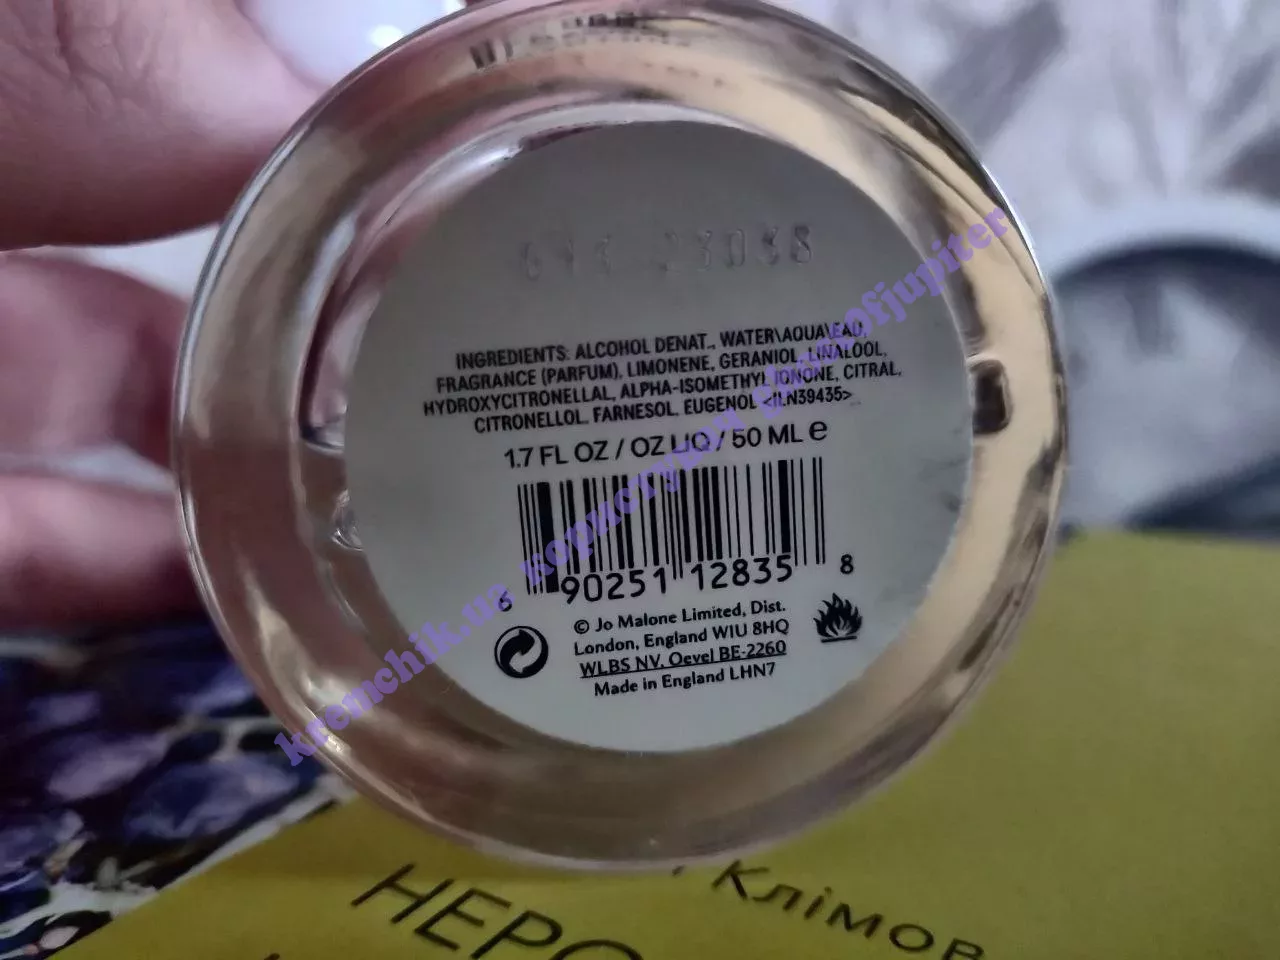 INGREDIENTS: ALCOHOL DENAT., WATER\AQUA\EAU,
FRAGRANCE (PARFUM), LIMONENE, GERANIOL, LINALOOL,
HYDROXYCITRONELLAL, ALPHA-ISOMETHYL IONONE, CITRAL,
CITRONELLOL, FARNESOL, EUGENOL <ILN39435>
1.7 FL OZ / OZ LIQ / 50 ML e
6 90251 12835 8
© Jo Malone Limited, Dist.
London, England W1U 8HQ
WLBS NV, Oevel BE-2260
Made in England LHN7
kremchik.ua користувач
Клімов
НЕРО